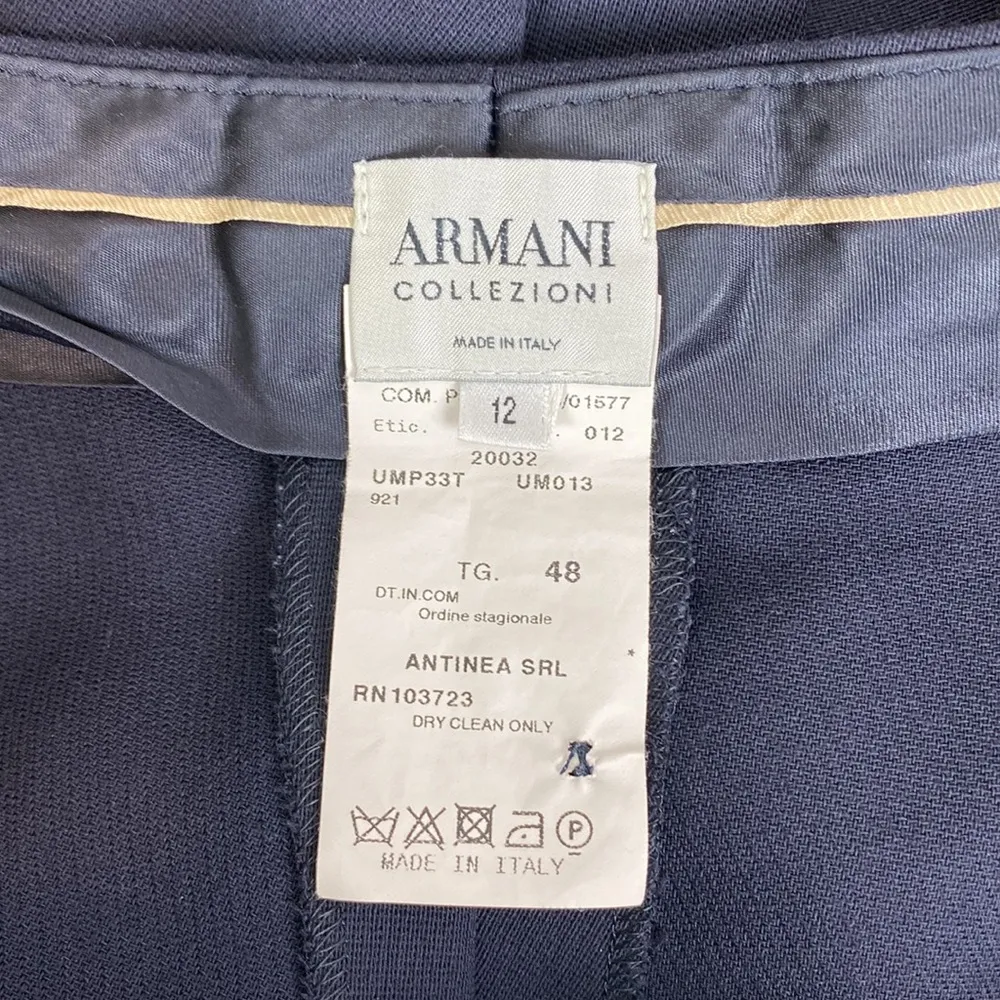 ARMANI
COLLEZIONI
MADE IN ITALY
12
COM. P /01577
Etic. . 012
20032
UMP33T UM013
921
TG. 48
DT.IN.COM
Ordine stagionale
ANTINEA SRL *
RN103723
DRY CLEAN ONLY
P
MADE IN ITALY